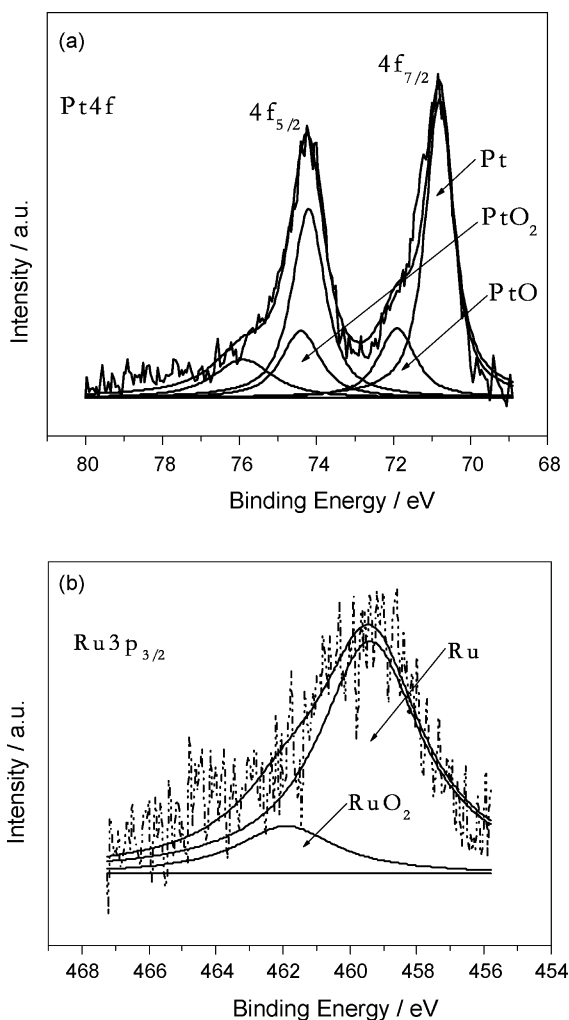 (a)
Pt4f
4f5/2
4f7/2
Pt
PtO2
PtO
Intensity / a.u.
80 78 76 74 72 70 68
Binding Energy / eV
(b)
Ru3p3/2
Ru
RuO2
Intensity / a.u.
468 466 464 462 460 458 456 454
Binding Energy / eV